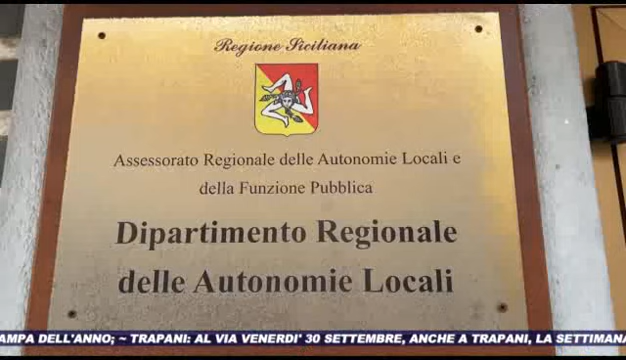 Regione Siciliana
Assessorato Regionale delle Autonomie Locali e
della Funzione Pubblica
Dipartimento Regionale
delle Autonomie Locali
AMPA DELL'ANNO; ~ TRAPANI: AL VIA VENERDI' 30 SETTEMBRE, ANCHE A TRAPANI, LA SETTIMANA